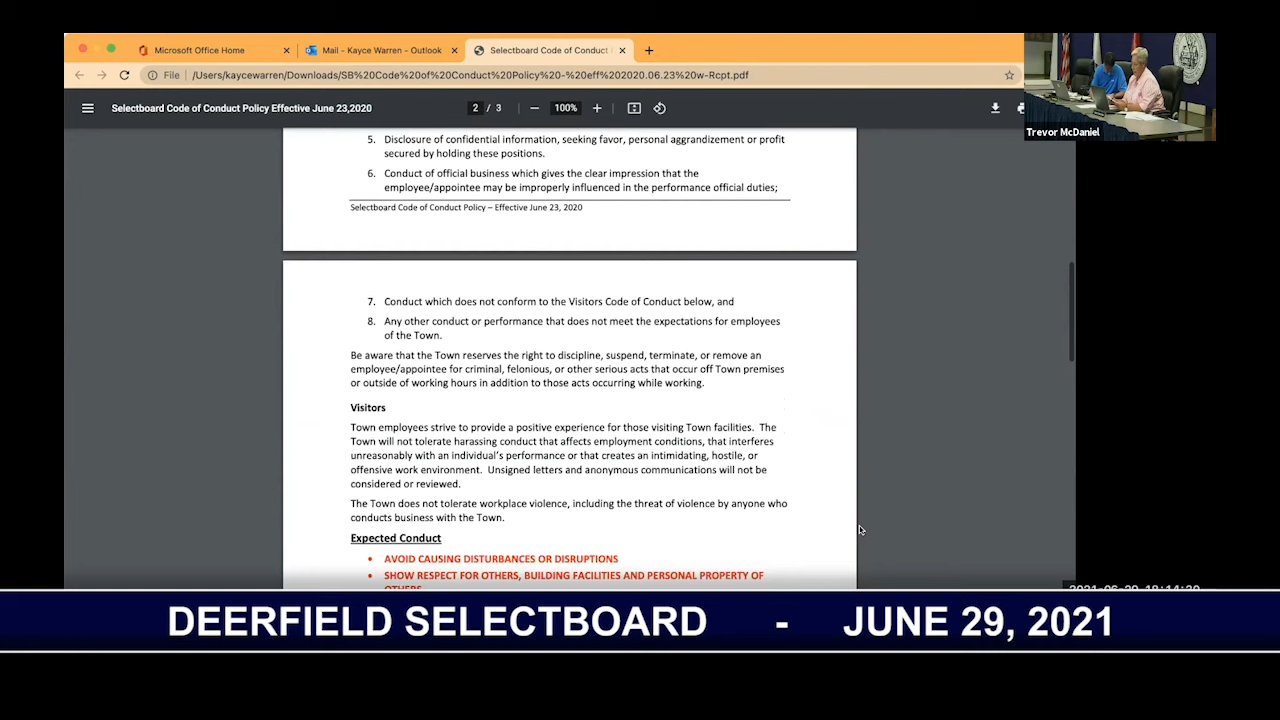 Microsoft Office Home
Mail - Kayce Warren - Outlook
Selectboard Code of Conduct
File
/Users/kaycewarren/Downloads/SB%20Code%20of%20Conduct%20Policy%20-%20eff%202020.06.23%20w-Rcpt.pdf
Selectboard Code of Conduct Policy Effective June 23,2020
2 / 3
100%
Trevor McDaniel
5. Disclosure of confidential information, seeking favor, personal aggrandizement or profit
secured by holding these positions.
6. Conduct of official business which gives the clear impression that the
employee/appointee may be improperly influenced in the performance official duties;
Selectboard Code of Conduct Policy – Effective June 23, 2020
7. Conduct which does not conform to the Visitors Code of Conduct below, and
8. Any other conduct or performance that does not meet the expectations for employees
of the Town.
Be aware that the Town reserves the right to discipline, suspend, terminate, or remove an
employee/appointee for criminal, felonious, or other serious acts that occur off Town premises
or outside of working hours in addition to those acts occurring while working.
Visitors
Town employees strive to provide a positive experience for those visiting Town facilities. The
Town will not tolerate harassing conduct that affects employment conditions, that interferes
unreasonably with an individual's performance or that creates an intimidating, hostile, or
offensive work environment. Unsigned letters and anonymous communications will not be
considered or reviewed.
The Town does not tolerate workplace violence, including the threat of violence by anyone who
conducts business with the Town.
Expected Conduct
• AVOID CAUSING DISTURBANCES OR DISRUPTIONS
• SHOW RESPECT FOR OTHERS, BUILDING FACILITIES AND PERSONAL PROPERTY OF
OTHERS
DEERFIELD SELECTBOARD - JUNE 29, 2021